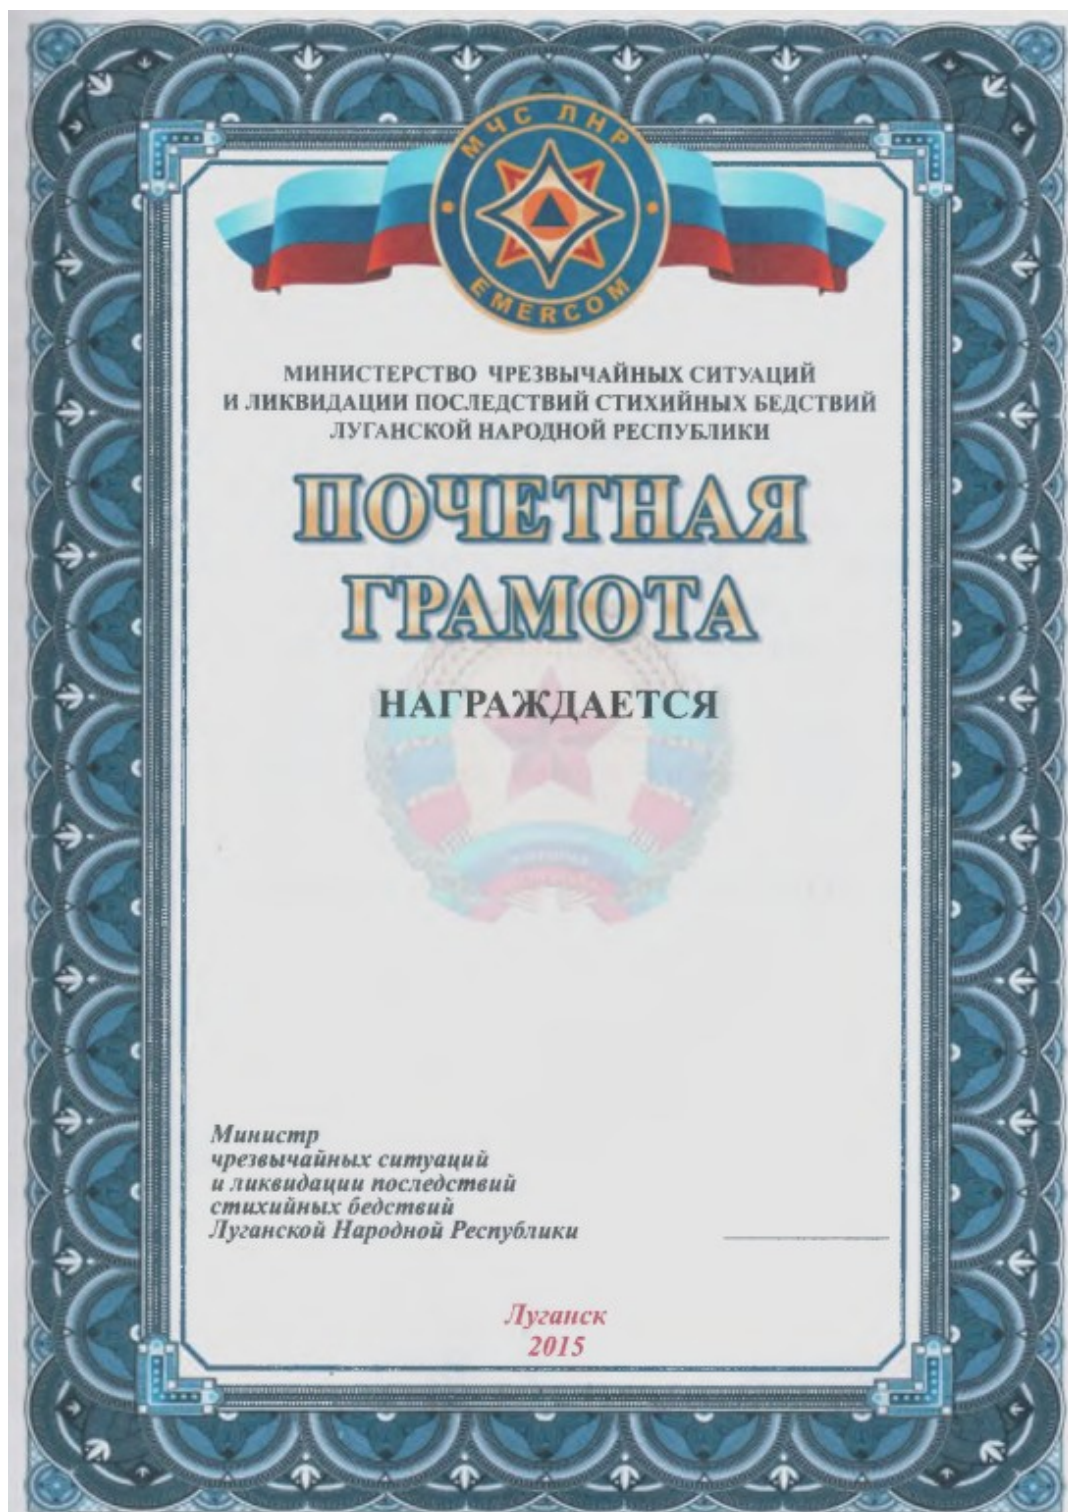 МЧС ЛНР
EMERCOM
МИНИСТЕРСТВО ЧРЕЗВЫЧАЙНЫХ СИТУАЦИЙ
И ЛИКВИДАЦИИ ПОСЛЕДСТВИЙ СТИХИЙНЫХ БЕДСТВИЙ
ЛУГАНСКОЙ НАРОДНОЙ РЕСПУБЛИКИ
ПОЧЕТНАЯ
ГРАМОТА
НАГРАЖДАЕТСЯ
Министр
чрезвычайных ситуаций
и ликвидации последствий
стихийных бедствий
Луганской Народной Республики
Луганск
2015